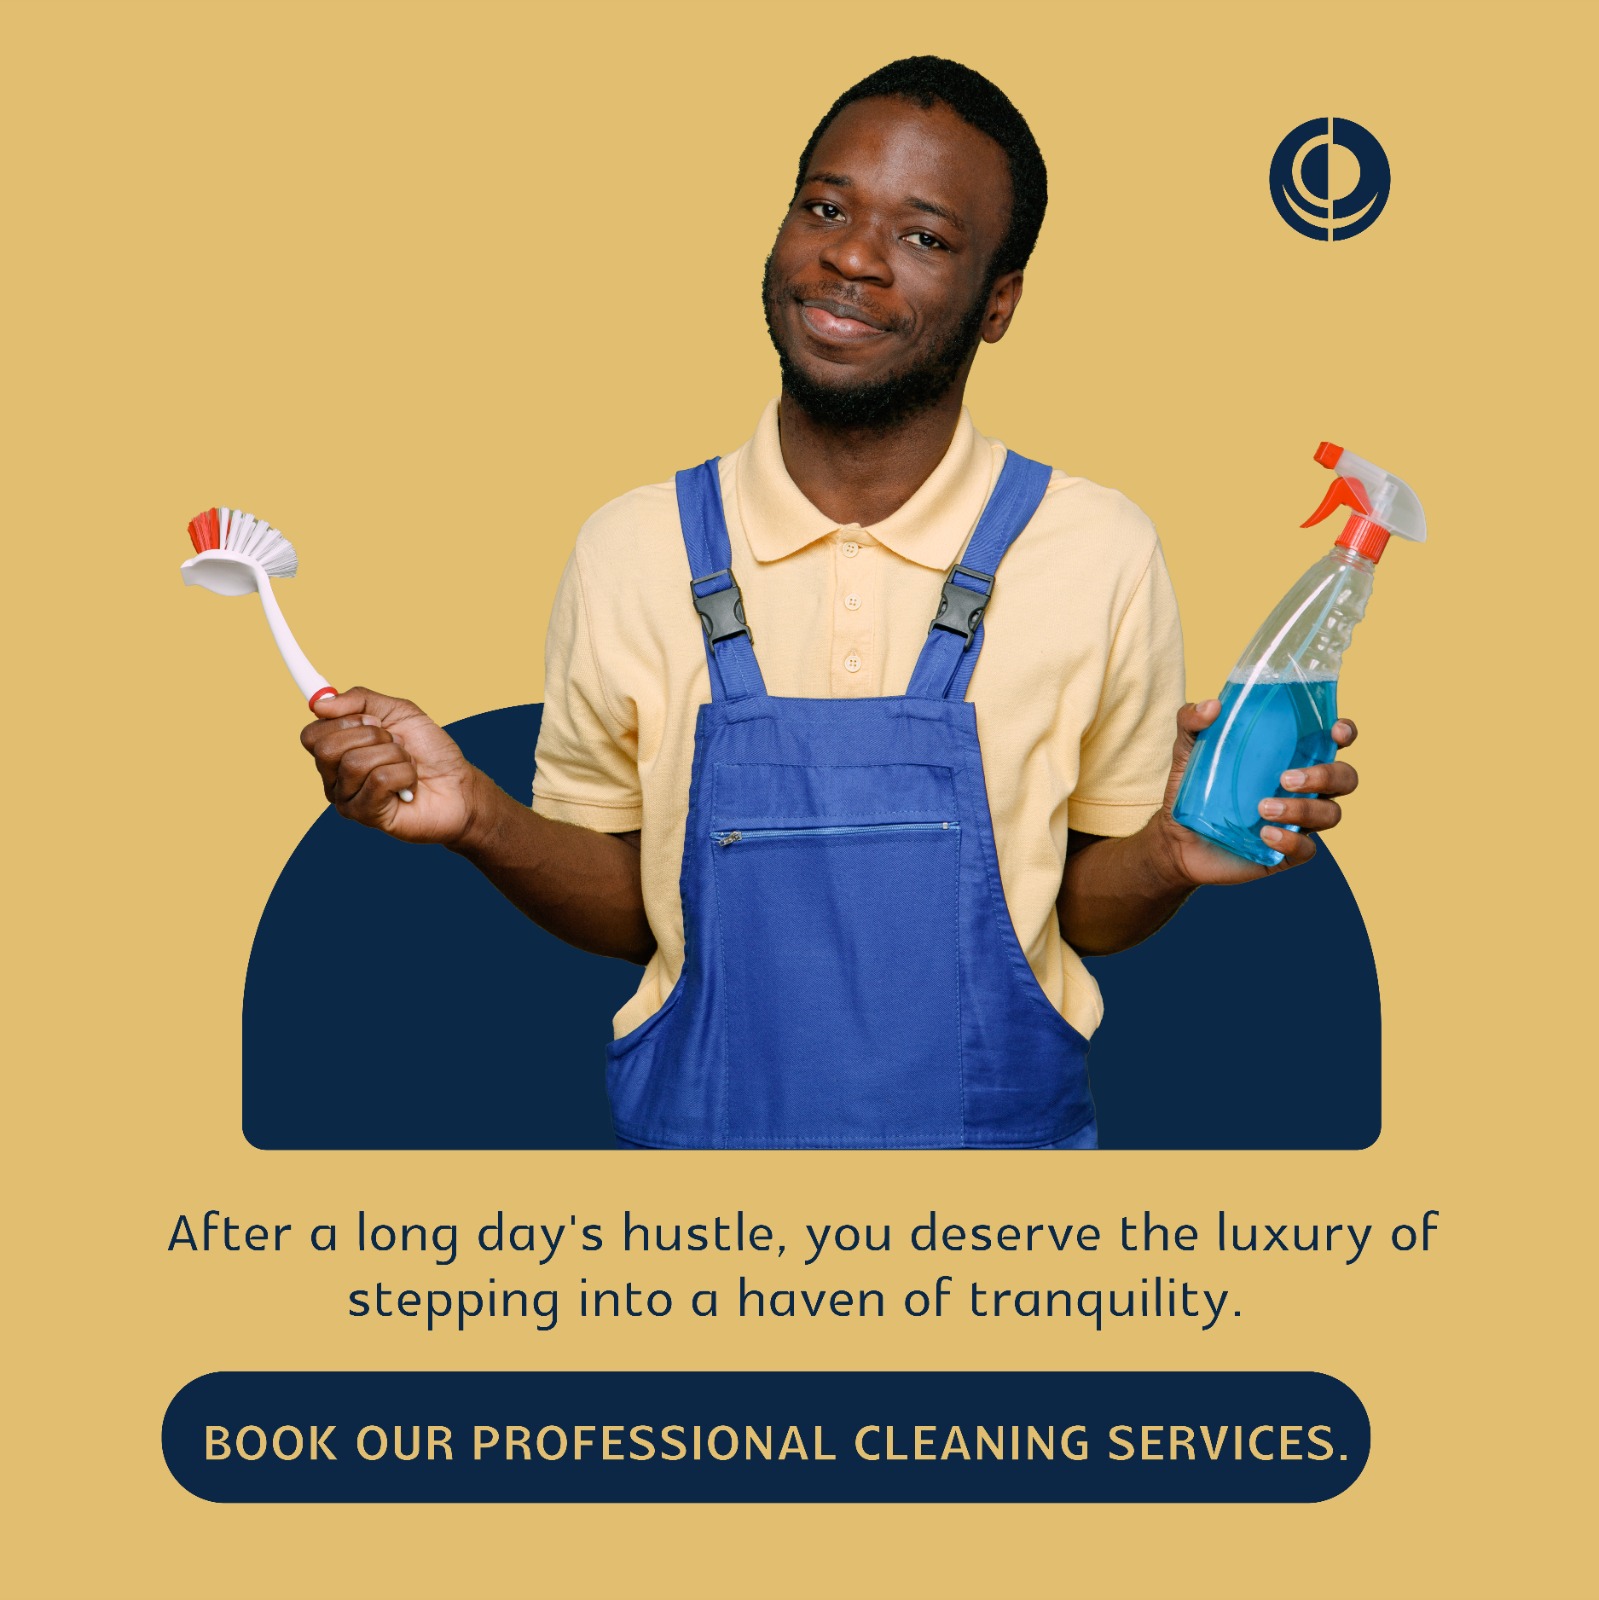 After a long day's hustle, you deserve the luxury of
stepping into a haven of tranquility.
BOOK OUR PROFESSIONAL CLEANING SERVICES.